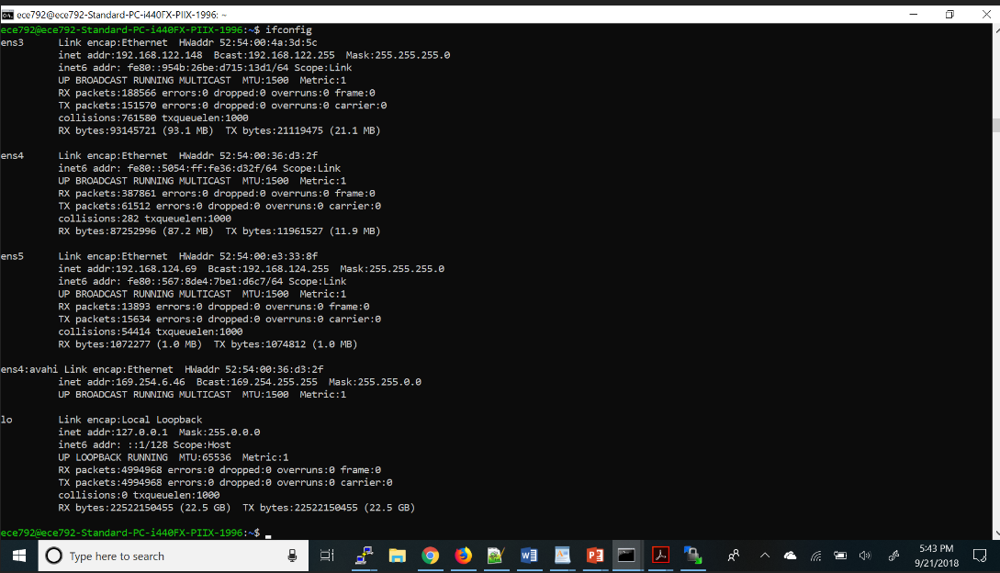 ece792@ece792-Standard-PC-i440FX-PIIX-1996: ~
ece792@ece792-Standard-PC-i440FX-PIIX-1996:~$ ifconfig
ens3      Link encap:Ethernet  HWaddr 52:54:00:4a:3d:5c
          inet addr:192.168.122.148  Bcast:192.168.122.255  Mask:255.255.255.0
          inet6 addr: fe80::954b:26be:d715:13d1/64 Scope:Link
          UP BROADCAST RUNNING MULTICAST  MTU:1500  Metric:1
          RX packets:188566 errors:0 dropped:0 overruns:0 frame:0
          TX packets:151570 errors:0 dropped:0 overruns:0 carrier:0
          collisions:761580 txqueuelen:1000
          RX bytes:93145721 (93.1 MB)  TX bytes:21119475 (21.1 MB)
ens4      Link encap:Ethernet  HWaddr 52:54:00:36:d3:2f
          inet6 addr: fe80::5054:ff:fe36:d32f/64 Scope:Link
          UP BROADCAST RUNNING MULTICAST  MTU:1500  Metric:1
          RX packets:387861 errors:0 dropped:0 overruns:0 frame:0
          TX packets:61512 errors:0 dropped:0 overruns:0 carrier:0
          collisions:282 txqueuelen:1000
          RX bytes:87252996 (87.2 MB)  TX bytes:11961527 (11.9 MB)
ens5      Link encap:Ethernet  HWaddr 52:54:00:e3:33:8f
          inet addr:192.168.124.69  Bcast:192.168.124.255  Mask:255.255.255.0
          inet6 addr: fe80::567:8de4:7be1:d6c7/64 Scope:Link
          UP BROADCAST RUNNING MULTICAST  MTU:1500  Metric:1
          RX packets:13893 errors:0 dropped:0 overruns:0 frame:0
          TX packets:15634 errors:0 dropped:0 overruns:0 carrier:0
          collisions:54414 txqueuelen:1000
          RX bytes:1072277 (1.0 MB)  TX bytes:1074812 (1.0 MB)
ens4:avahi Link encap:Ethernet  HWaddr 52:54:00:36:d3:2f
          inet addr:169.254.6.46  Bcast:169.254.255.255  Mask:255.255.0.0
          UP BROADCAST RUNNING MULTICAST  MTU:1500  Metric:1
lo        Link encap:Local Loopback
          inet addr:127.0.0.1  Mask:255.0.0.0
          inet6 addr: ::1/128 Scope:Host
          UP LOOPBACK RUNNING  MTU:65536  Metric:1
          RX packets:4994968 errors:0 dropped:0 overruns:0 frame:0
          TX packets:4994968 errors:0 dropped:0 overruns:0 carrier:0
          collisions:0 txqueuelen:1000
          RX bytes:22522150455 (22.5 GB)  TX bytes:22522150455 (22.5 GB)
ece792@ece792-Standard-PC-i440FX-PIIX-1996:~$
Type here to search
5:43 PM
9/21/2018